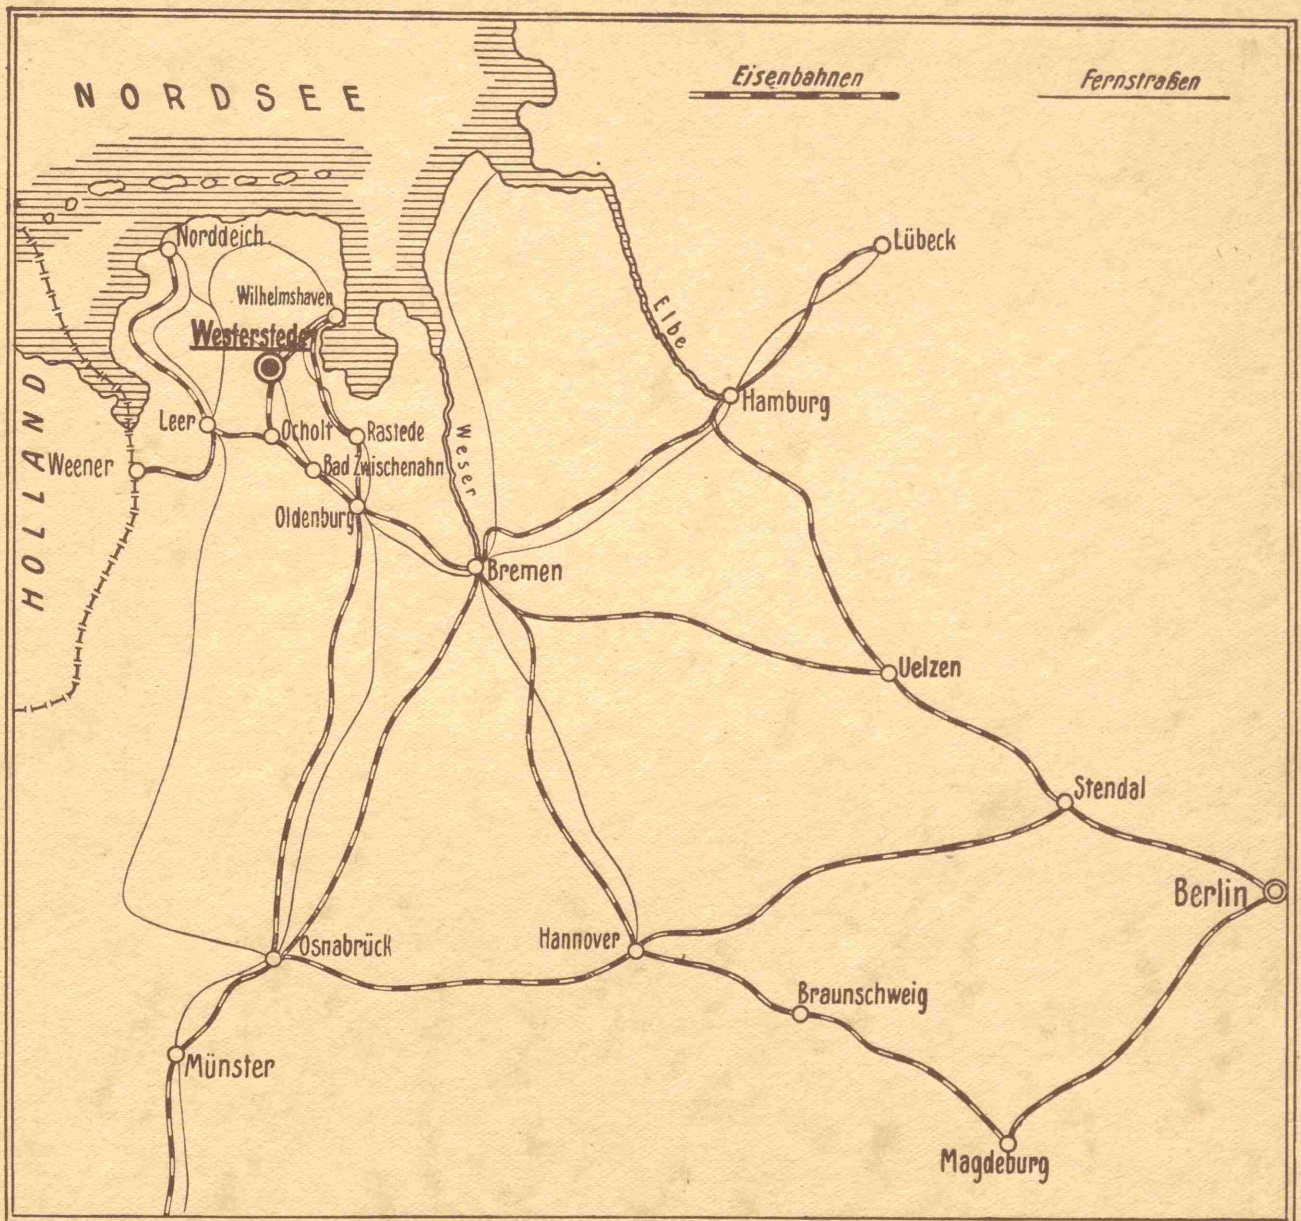 NORDSEE
Eisenbahnen
Fernstraßen
Norddeich
Lübeck
Wilhelmshaven
Westerstede
Elbe
HOLLAND
Hamburg
Leer
Ocholt
Rastede
Weser
Weener
Bad Zwischenahn
Oldenburg
Bremen
Uelzen
Stendal
Berlin
Osnabrück
Hannover
Braunschweig
Münster
Magdeburg